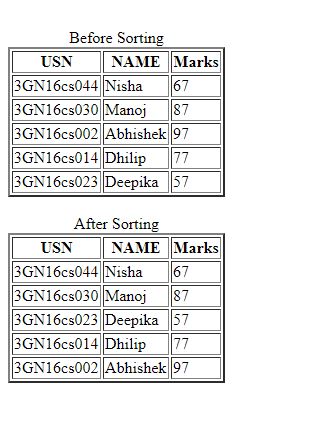 Before Sorting
USN NAME Marks
3GN16cs044 Nisha 67
3GN16cs030 Manoj 87
3GN16cs002 Abhishek 97
3GN16cs014 Dhilip 77
3GN16cs023 Deepika 57
After Sorting
USN NAME Marks
3GN16cs044 Nisha 67
3GN16cs030 Manoj 87
3GN16cs023 Deepika 57
3GN16cs014 Dhilip 77
3GN16cs002 Abhishek 97